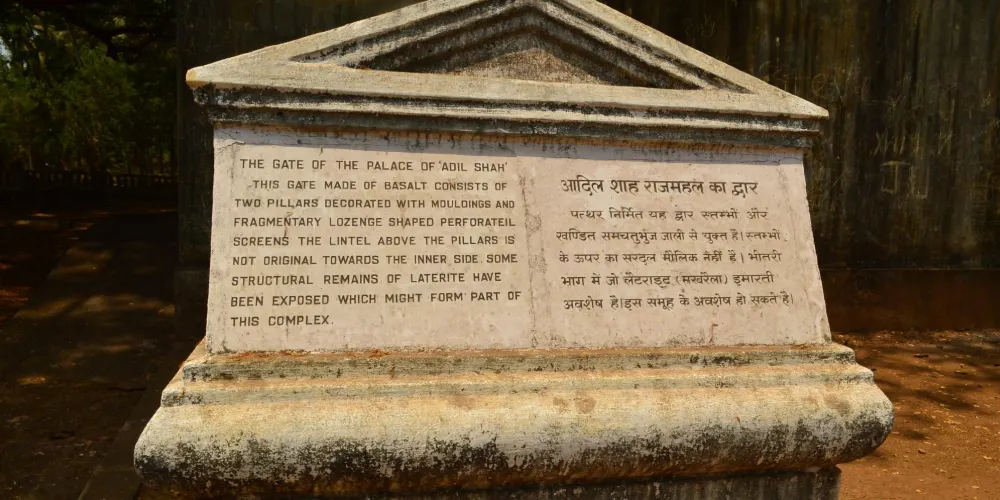 THE GATE OF THE PALACE OF 'ADIL SHAH'
THIS GATE MADE OF BASALT CONSISTS OF
TWO PILLARS DECORATED WITH MOULDINGS AND
FRAGMENTARY LOZENGE SHAPED PERFORATEIL
SCREENS THE LINTEL ABOVE THE PILLARS IS
NOT ORIGINAL TOWARDS THE INNER SIDE. SOME
STRUCTURAL REMAINS OF LATERITE HAVE
BEEN EXPOSED WHICH MIGHT FORM PART OF
THIS COMPLEX.
आदिल शाह राजमहल का द्वार
पत्थर निर्मित यह द्वार स्तम्भों और
खण्डित समचतुर्भुज जाली से युक्त है। स्तम्भों
के ऊपर का सरदल मौलिक नहीं है। भीतरी
भाग में जो लैटराइट (मखरैला) इमारती
अवशेष है। इस समूह के अवशेष हो सकते है।